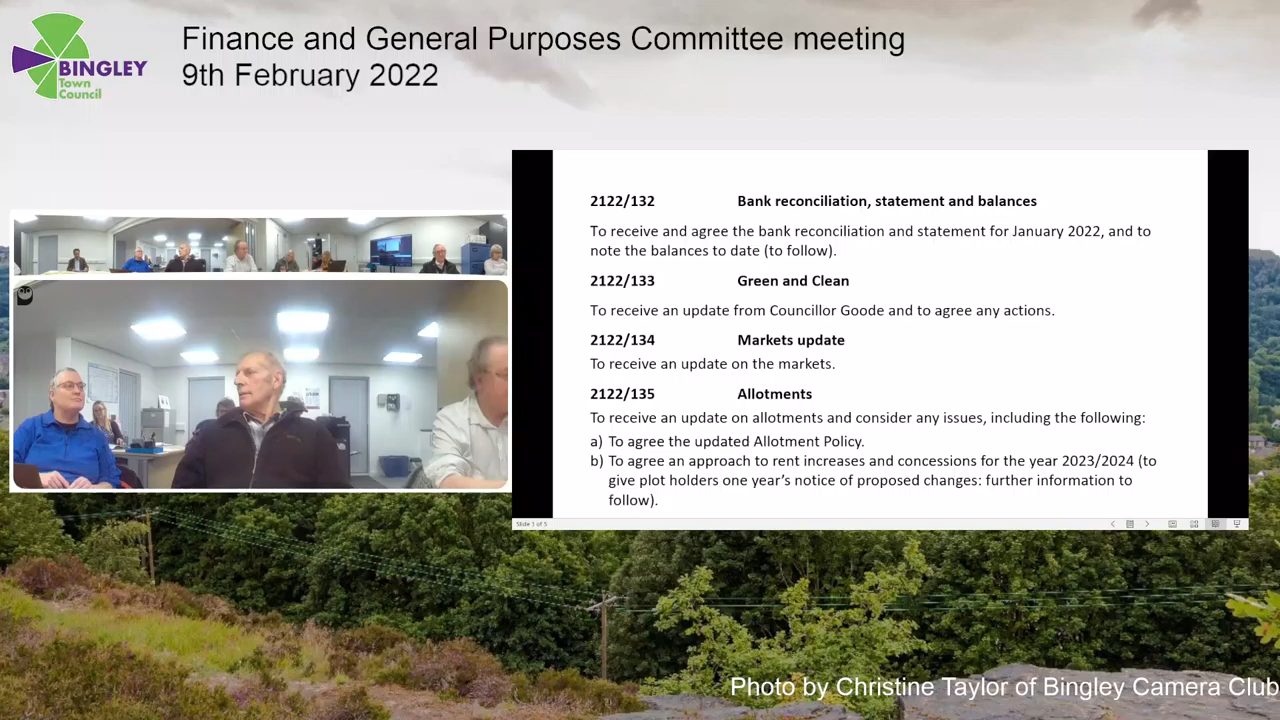 BINGLEY
Town
Council
Finance and General Purposes Committee meeting
9th February 2022
2122/132 Bank reconciliation, statement and balances
To receive and agree the bank reconciliation and statement for January 2022, and to
note the balances to date (to follow).
2122/133 Green and Clean
To receive an update from Councillor Goode and to agree any actions.
2122/134 Markets update
To receive an update on the markets.
2122/135 Allotments
To receive an update on allotments and consider any issues, including the following:
a) To agree the updated Allotment Policy.
b) To agree an approach to rent increases and concessions for the year 2023/2024 (to
give plot holders one year’s notice of proposed changes: further information to
follow).
Slide 1 of 5
Photo by Christine Taylor of Bingley Camera Club